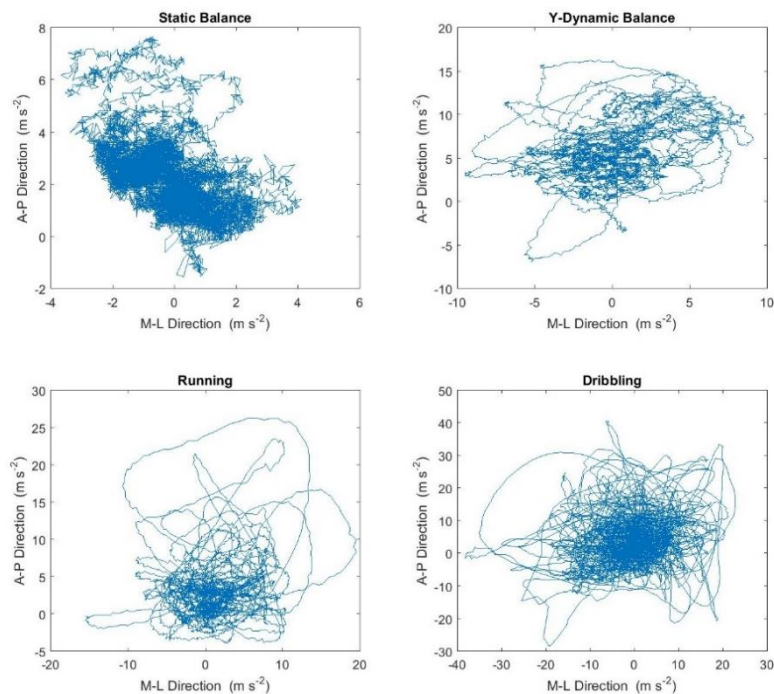 Static Balance
8
6
4
2
0
-2
A-P Direction (m s⁻²)
-4 -2 0 2 4 6
M-L Direction (m s⁻²)
Y-Dynamic Balance
20
15
10
5
0
-5
-10
A-P Direction (m s⁻²)
-10 -5 0 5 10
M-L Direction (m s⁻²)
Running
30
25
20
15
10
5
0
-5
A-P Direction (m s⁻²)
-20 -10 0 10 20
M-L Direction (m s⁻²)
Dribbling
50
40
30
20
10
0
-10
-20
-30
A-P Direction (m s⁻²)
-40 -30 -20 -10 0 10 20 30
M-L Direction (m s⁻²)